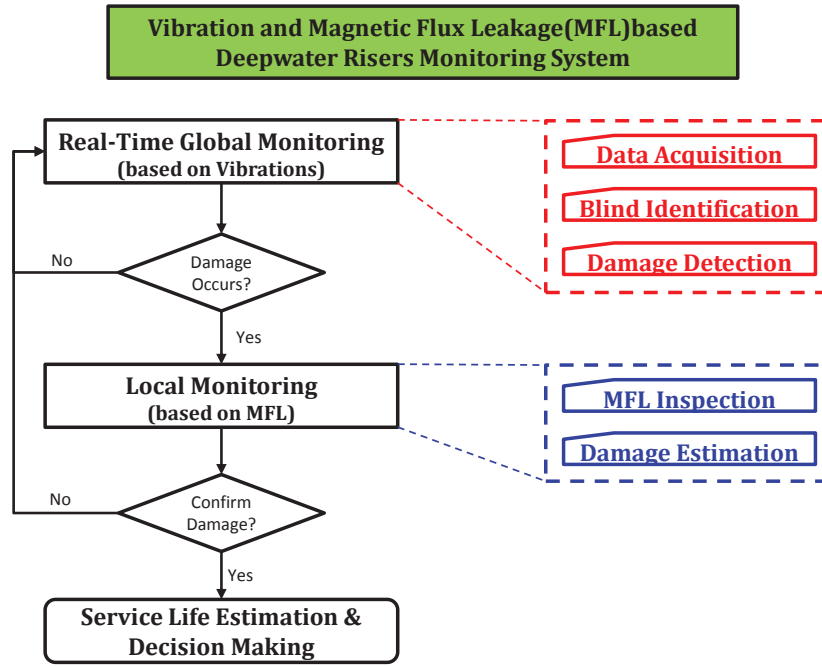 Vibration and Magnetic Flux Leakage(MFL)based
Deepwater Risers Monitoring System
Real-Time Global Monitoring
(based on Vibrations)
Data Acquisition
Blind Identification
Damage Detection
No
Damage
Occurs?
Yes
Local Monitoring
(based on MFL)
MFL Inspection
Damage Estimation
No
Confirm
Damage?
Yes
Service Life Estimation &
Decision Making